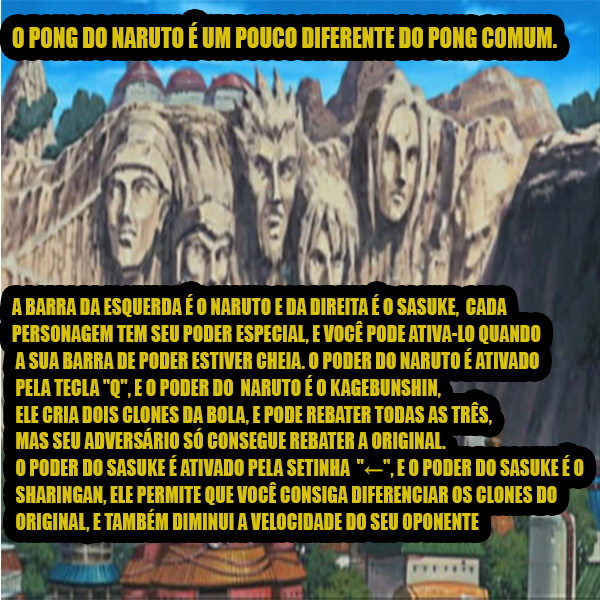 O PONG DO NARUTO É UM POUCO DIFERENTE DO PONG COMUM.
A BARRA DA ESQUERDA É O NARUTO E DA DIREITA É O SASUKE, CADA
PERSONAGEM TEM SEU PODER ESPECIAL, E VOCÊ PODE ATIVA-LO QUANDO
A SUA BARRA DE PODER ESTIVER CHEIA. O PODER DO NARUTO É ATIVADO
PELA TECLA "Q", E O PODER DO NARUTO É O KAGEBUNSHIN,
ELE CRIA DOIS CLONES DA BOLA, E PODE REBATER TODAS AS TRÊS,
MAS SEU ADVERSÁRIO SÓ CONSEGUE REBATER A ORIGINAL.
O PODER DO SASUKE É ATIVADO PELA SETINHA "←", E O PODER DO SASUKE É O
SHARINGAN, ELE PERMITE QUE VOCÊ CONSIGA DIFERENCIAR OS CLONES DO
ORIGINAL, E TAMBÉM DIMINUI A VELOCIDADE DO SEU OPONENTE